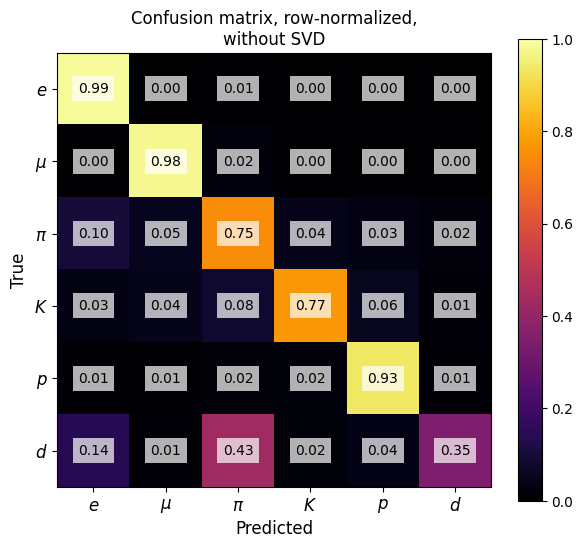 Confusion matrix, row-normalized,
without SVD
True
e 0.99 0.00 0.01 0.00 0.00 0.00
μ 0.00 0.98 0.02 0.00 0.00 0.00
π 0.10 0.05 0.75 0.04 0.03 0.02
K 0.03 0.04 0.08 0.77 0.06 0.01
p 0.01 0.01 0.02 0.02 0.93 0.01
d 0.14 0.01 0.43 0.02 0.04 0.35
e μ π K p d
Predicted
1.0
0.8
0.6
0.4
0.2
0.0